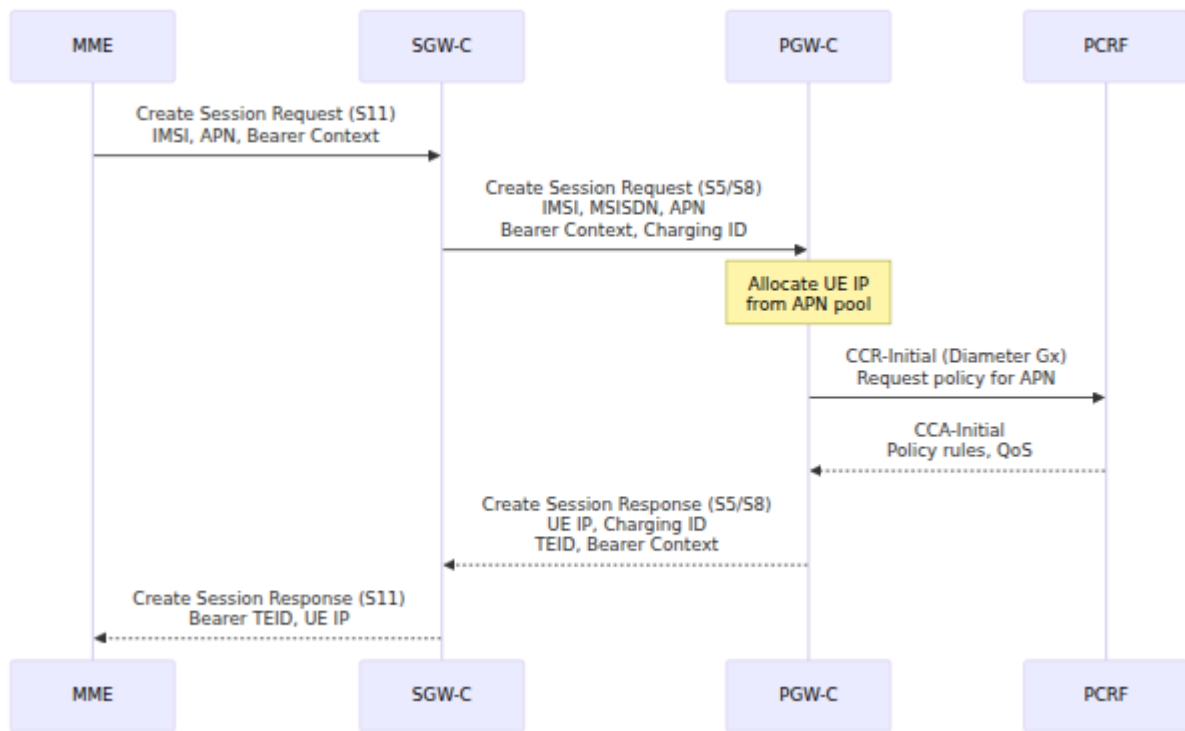 MME
SGW-C
PGW-C
PCRF
Create Session Request (S11)
IMSI, APN, Bearer Context
Create Session Request (S5/S8)
IMSI, MSISDN, APN
Bearer Context, Charging ID
Allocate UE IP
from APN pool
CCR-Initial (Diameter Gx)
Request policy for APN
CCA-Initial
Policy rules, QoS
Create Session Response (S5/S8)
UE IP, Charging ID
TEID, Bearer Context
Create Session Response (S11)
Bearer TEID, UE IP
MME
SGW-C
PGW-C
PCRF